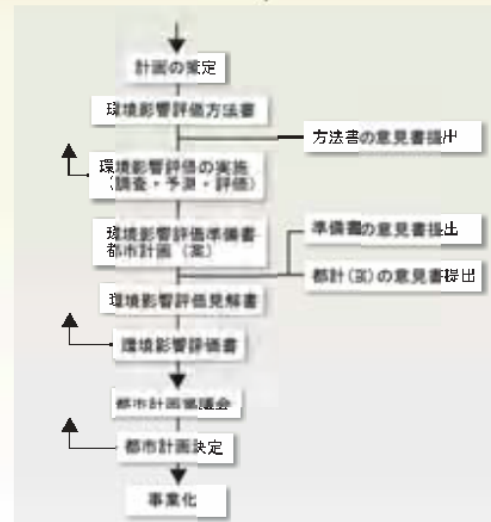 計画の策定
環境影響評価方法書
方法書の意見書提出
環境影響評価の実施
(調査・予測・評価)
環境影響評価準備書
都市計画(案)
準備書の意見書提出
都計(案)の意見書提出
環境影響評価見解書
環境影響評価書
都市計画審議会
都市計画決定
事業化